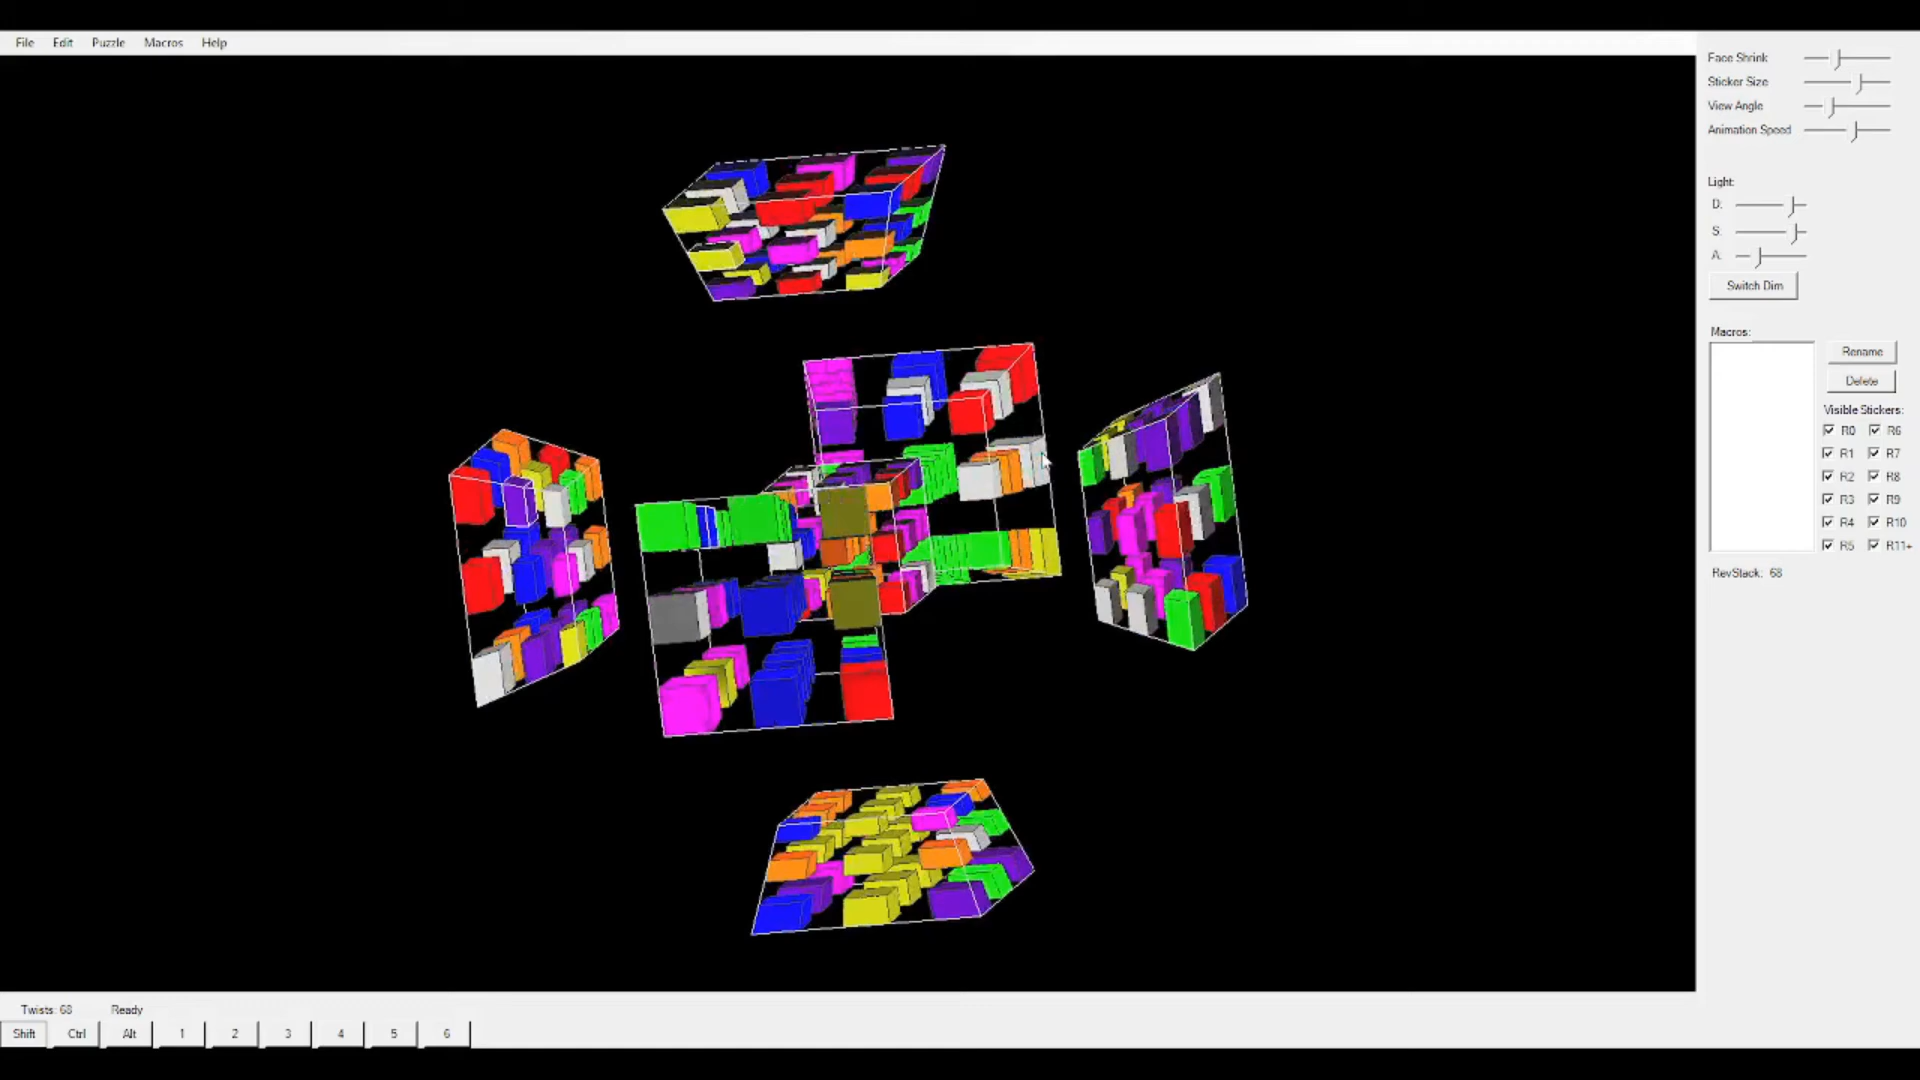 File Edit Puzzle Macros Help
Face Shrink
Sticker Size
View Angle
Animation Speed
Light:
D:
S:
A:
Switch Dim
Macros:
Rename
Delete
Visible Stickers:
R0 R6
R1 R7
R2 R8
R3 R9
R4 R10
R5 R11+
RevStack: 68
Twists: 68 Ready
Shift Ctrl Alt 1 2 3 4 5 6